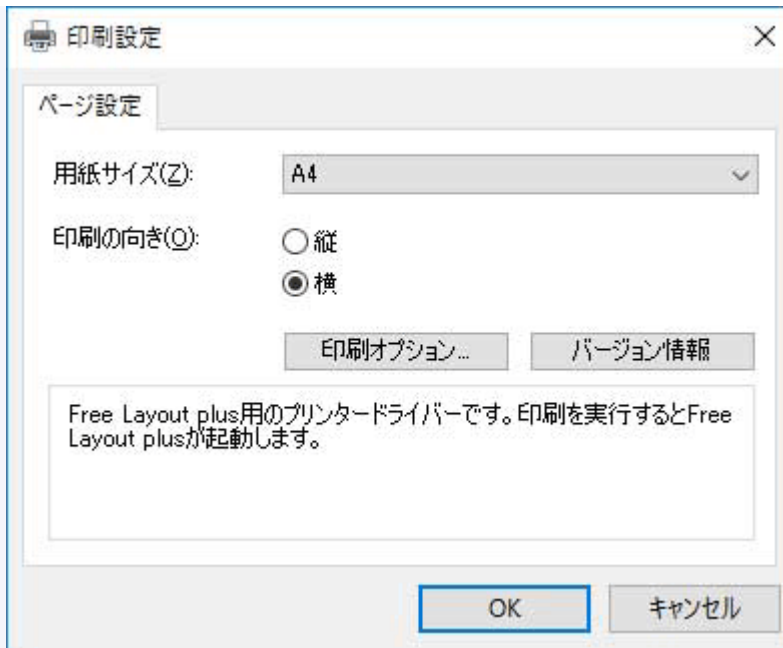 印刷設定
ページ設定
用紙サイズ(Z):
A4
印刷の向き(O):
縦
横
印刷オプション...
バージョン情報
Free Layout plus用のプリンタードライバーです。印刷を実行するとFree
Layout plusが起動します。
OK
キャンセル